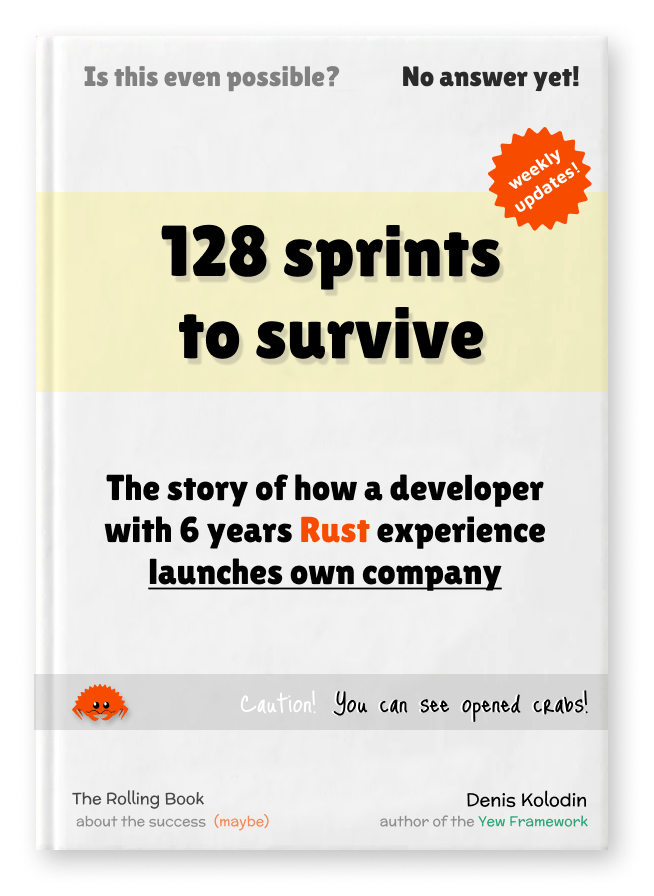 Is this even possible? No answer yet!
weekly
updates!
128 sprints
to survive
The story of how a developer
with 6 years Rust experience
launches own company
Caution! You can see opened crabs!
The Rolling Book
about the success (maybe)
Denis Kolodin
author of the Yew Framework